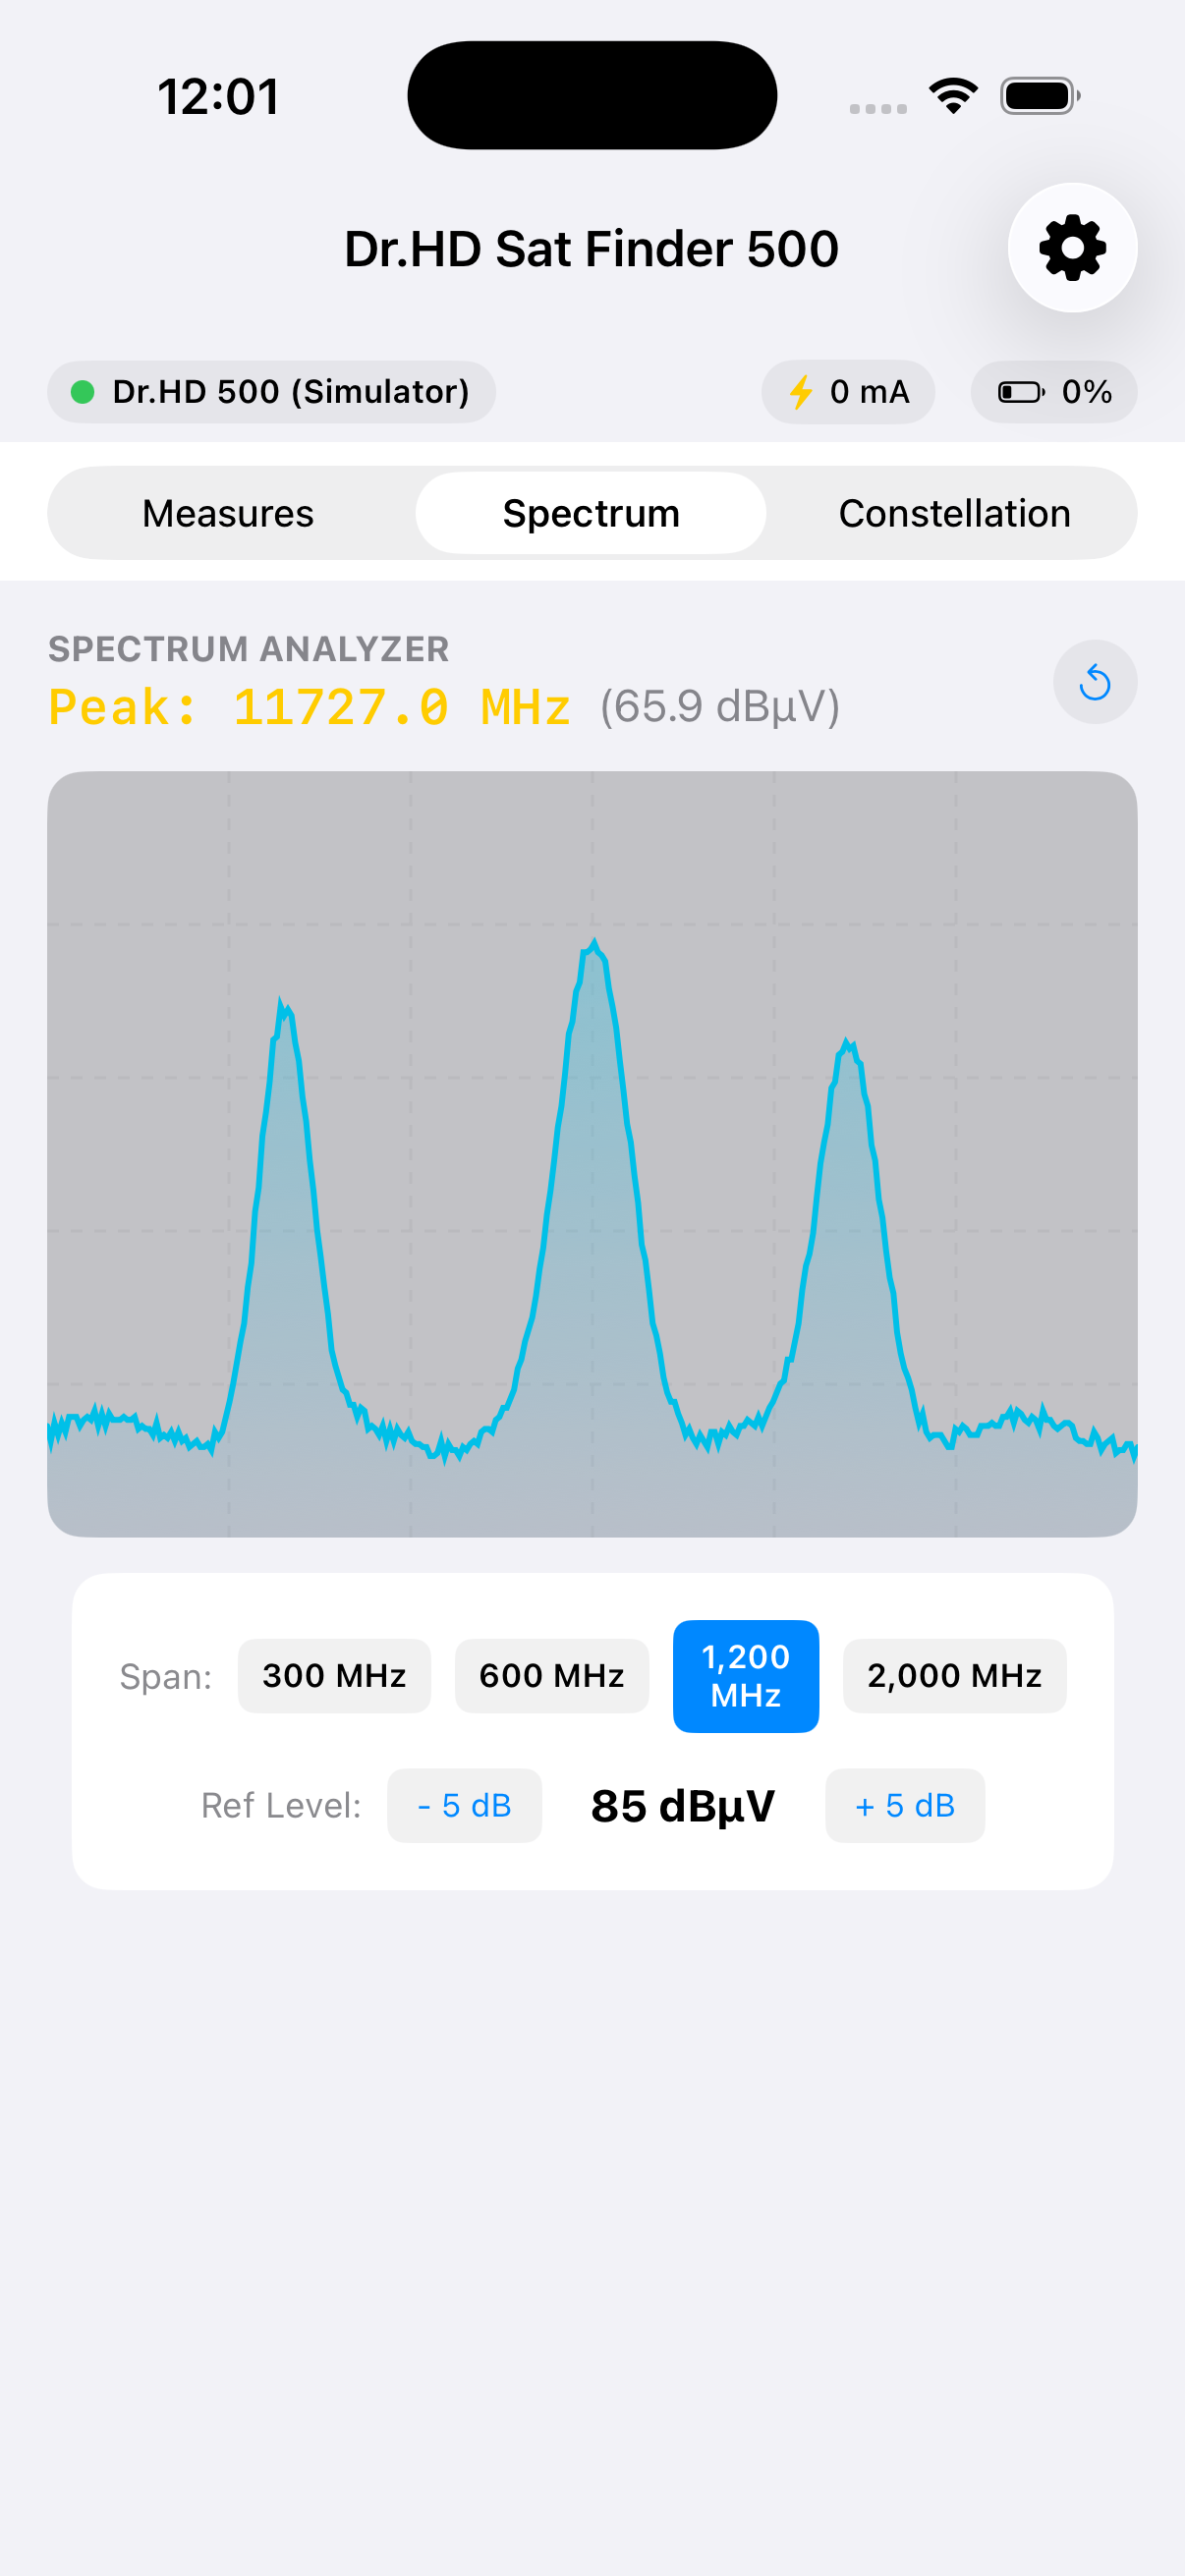 12:01
Dr.HD Sat Finder 500
Dr.HD 500 (Simulator)
0 mA
0%
Measures
Spectrum
Constellation
SPECTRUM ANALYZER
Peak: 11727.0 MHz (65.9 dBµV)
Span:
300 MHz
600 MHz
1,200
MHz
2,000 MHz
Ref Level:
- 5 dB
85 dBµV
+ 5 dB